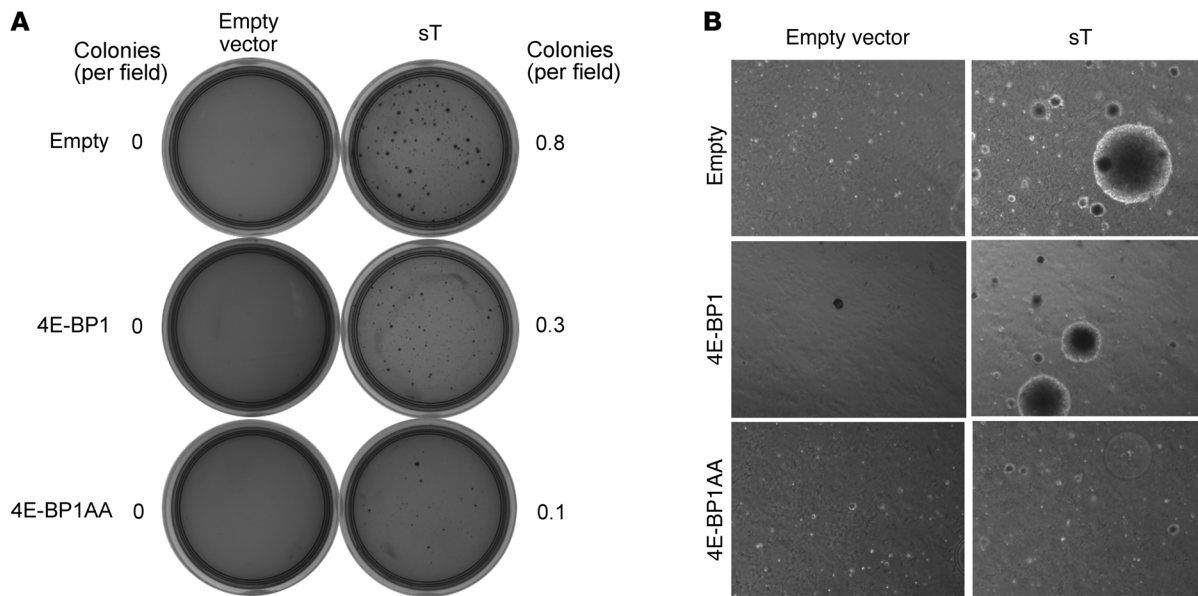 A
Colonies
(per field)
Empty
vector
sT
Colonies
(per field)
Empty 0
0.8
4E-BP1 0
0.3
4E-BP1AA 0
0.1
B
Empty vector
sT
Empty
4E-BP1
4E-BP1AA